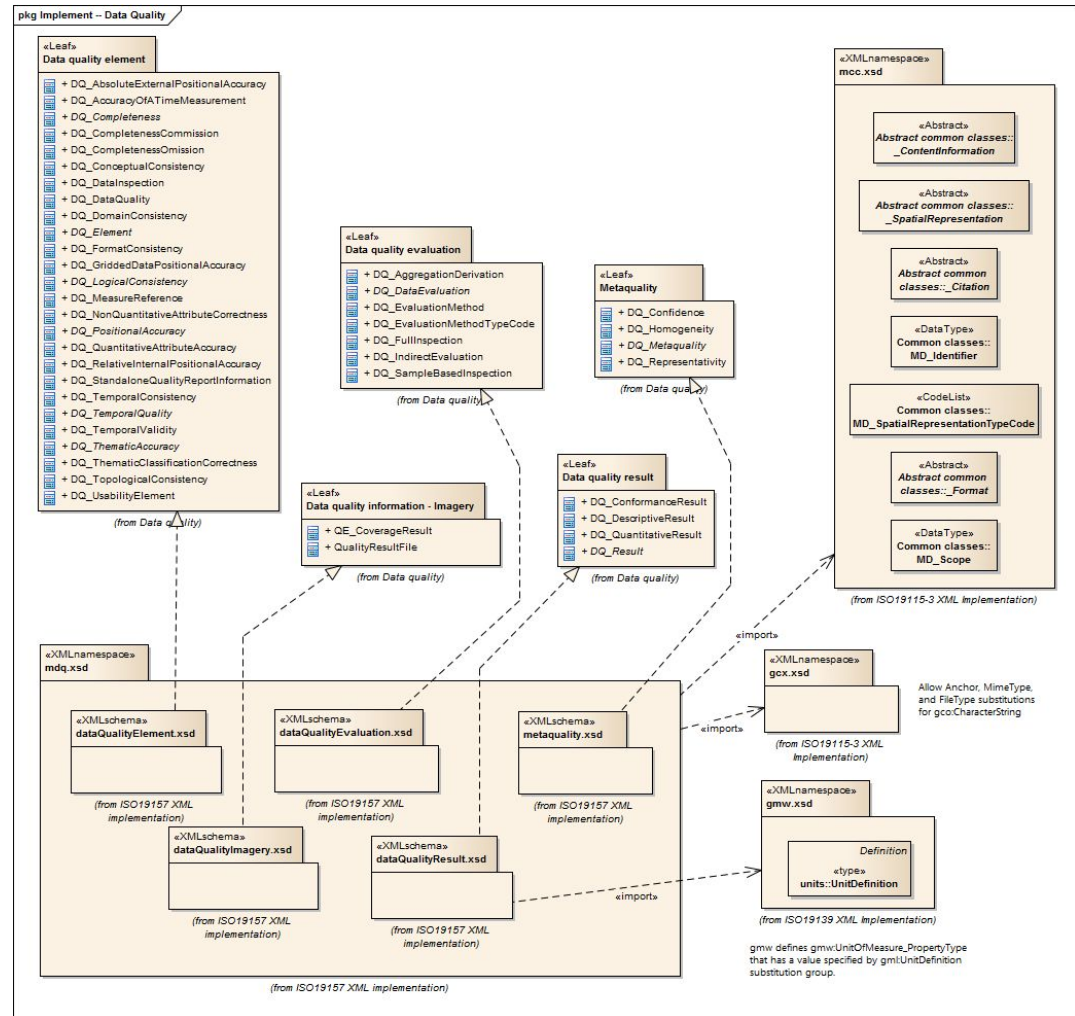 pkg Implement -- Data Quality
«Leaf»
Data quality element
+ DQ_AbsoluteExternalPositionalAccuracy
+ DQ_AccuracyOfATimeMeasurement
+ DQ_Completeness
+ DQ_CompletenessCommission
+ DQ_CompletenessOmission
+ DQ_ConceptualConsistency
+ DQ_DataInspection
+ DQ_DataQuality
+ DQ_DomainConsistency
+ DQ_Element
+ DQ_FormatConsistency
+ DQ_GriddedDataPositionalAccuracy
+ DQ_LogicalConsistency
+ DQ_MeasureReference
+ DQ_NonQuantitativeAttributeCorrectness
+ DQ_PositionalAccuracy
+ DQ_QuantitativeAttributeAccuracy
+ DQ_RelativeInternalPositionalAccuracy
+ DQ_StandaloneQualityReportInformation
+ DQ_TemporalConsistency
+ DQ_TemporalQuality
+ DQ_TemporalValidity
+ DQ_ThematicAccuracy
+ DQ_ThematicClassificationCorrectness
+ DQ_TopologicalConsistency
+ DQ_UsabilityElement
(from Data quality)
«Leaf»
Data quality evaluation
+ DQ_AggregationDerivation
+ DQ_DataEvaluation
+ DQ_EvaluationMethod
+ DQ_EvaluationMethodTypeCode
+ DQ_FullInspection
+ DQ_IndirectEvaluation
+ DQ_SampleBasedInspection
(from Data quality)
«Leaf»
Metaquality
+ DQ_Confidence
+ DQ_Homogeneity
+ DQ_Metaquality
+ DQ_Representativity
(from Data quality)
«Leaf»
Data quality information - Imagery
+ QE_CoverageResult
+ QualityResultFile
(from Data quality)
«Leaf»
Data quality result
+ DQ_ConformanceResult
+ DQ_DescriptiveResult
+ DQ_QuantitativeResult
+ DQ_Result
(from Data quality)
«XMLnamespace»
mcc.xsd
«Abstract»
Abstract common classes::
_ContentInformation
«Abstract»
Abstract common classes::
_SpatialRepresentation
«Abstract»
Abstract common
classes::_Citation
«DataType»
Common classes::
MD_Identifier
«CodeList»
Common classes::
MD_SpatialRepresentationTypeCode
«Abstract»
Abstract common
classes::_Format
«DataType»
Common classes::
MD_Scope
(from ISO19115-3 XML Implementation)
«import»
«XMLnamespace»
mdq.xsd
«XMLschema»
dataQualityElement.xsd
(from ISO19157 XML
implementation)
«XMLschema»
dataQualityEvaluation.xsd
(from ISO19157 XML
implementation)
«XMLschema»
metaquality.xsd
(from ISO19157 XML
implementation)
«XMLschema»
dataQualityImagery.xsd
(from ISO19157 XML
implementation)
«XMLschema»
dataQualityResult.xsd
(from ISO19157 XML
implementation)
(from ISO19157 XML implementation)
«import»
«XMLnamespace»
gcx.xsd
(from ISO19115-3 XML
Implementation)
Allow Anchor, MimeType,
and FileType substitutions
for gco:CharacterString
«import»
«XMLnamespace»
gmw.xsd
Definition
«type»
units::UnitDefinition
(from ISO19139 XML Implementation)
gmw defines gmw:UnitOfMeasure_PropertyType
that has a value specified by gml:UnitDefinition
substitution group.